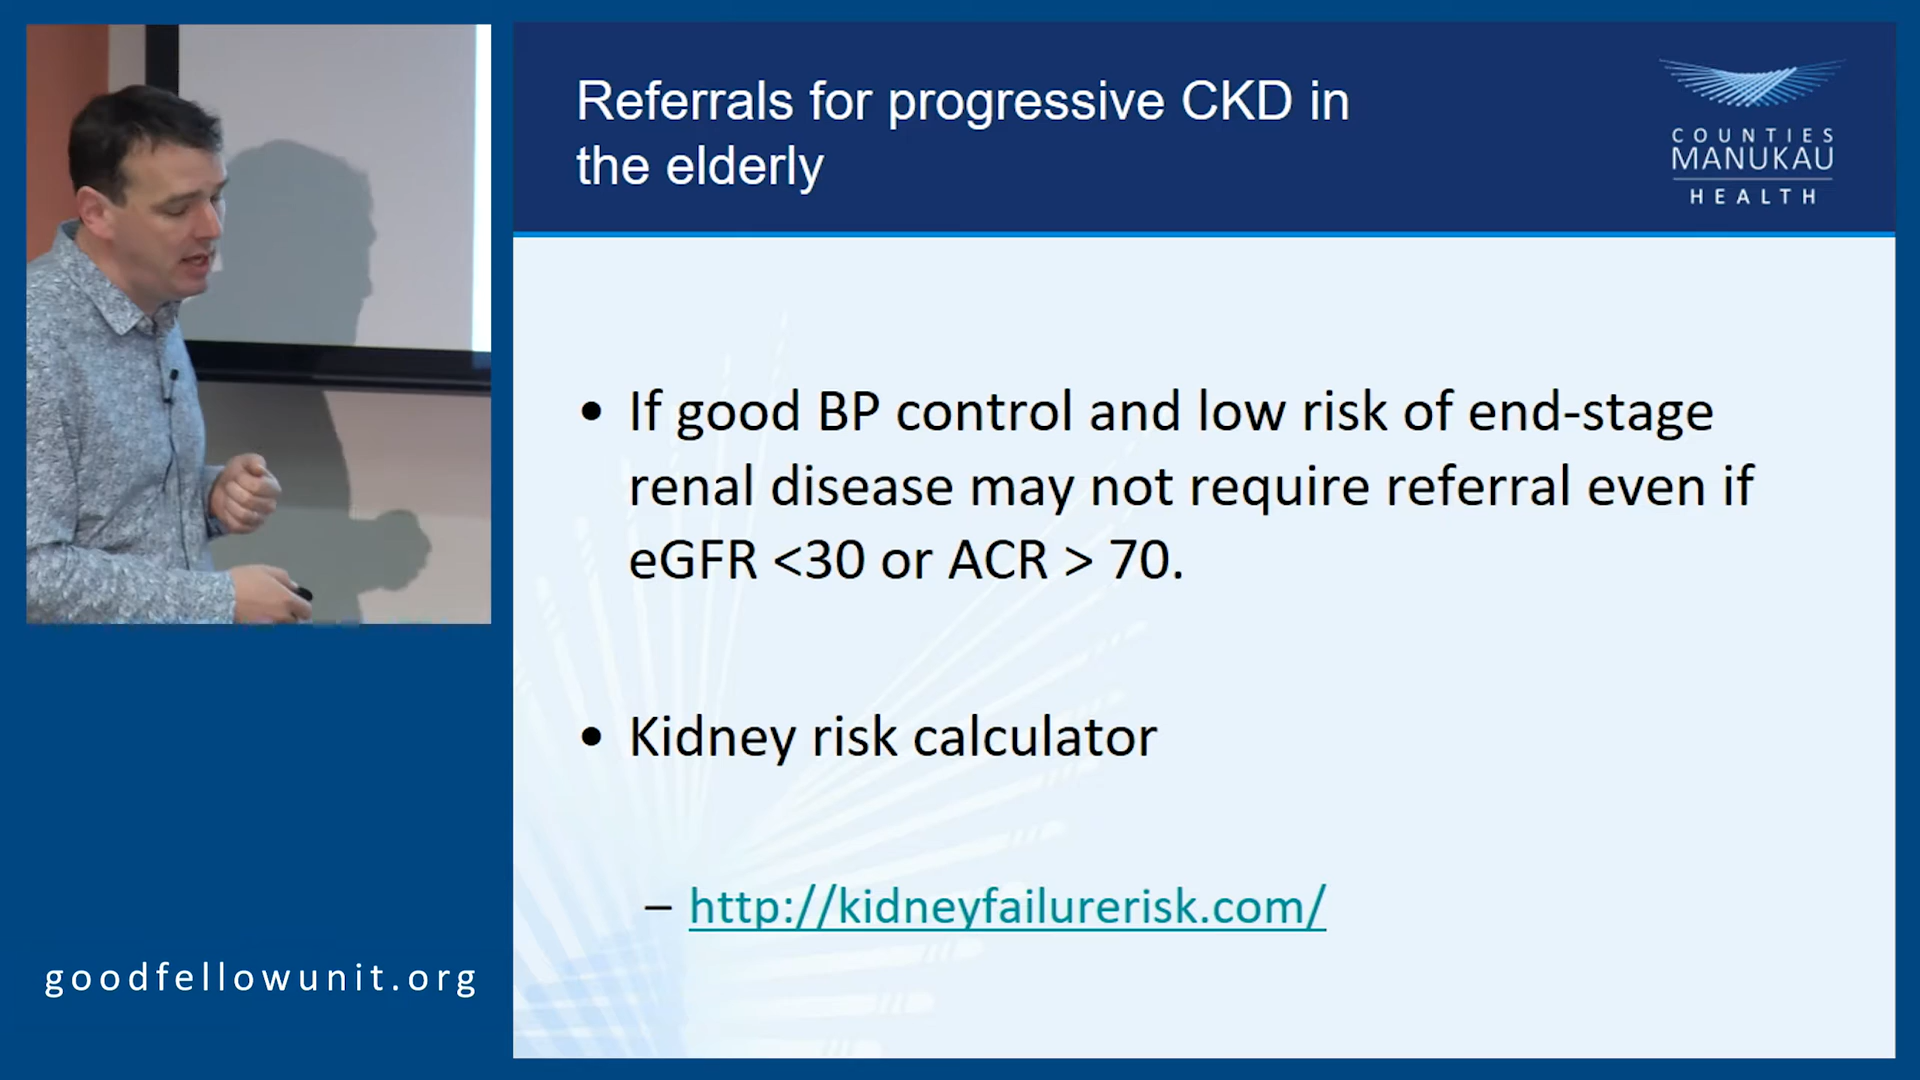 Referrals for progressive CKD in
the elderly
COUNTIES
MANUKAU
HEALTH
• If good BP control and low risk of end-stage
renal disease may not require referral even if
eGFR <30 or ACR > 70.
• Kidney risk calculator
– http://kidneyfailurerisk.com/
goodfellowunit.org